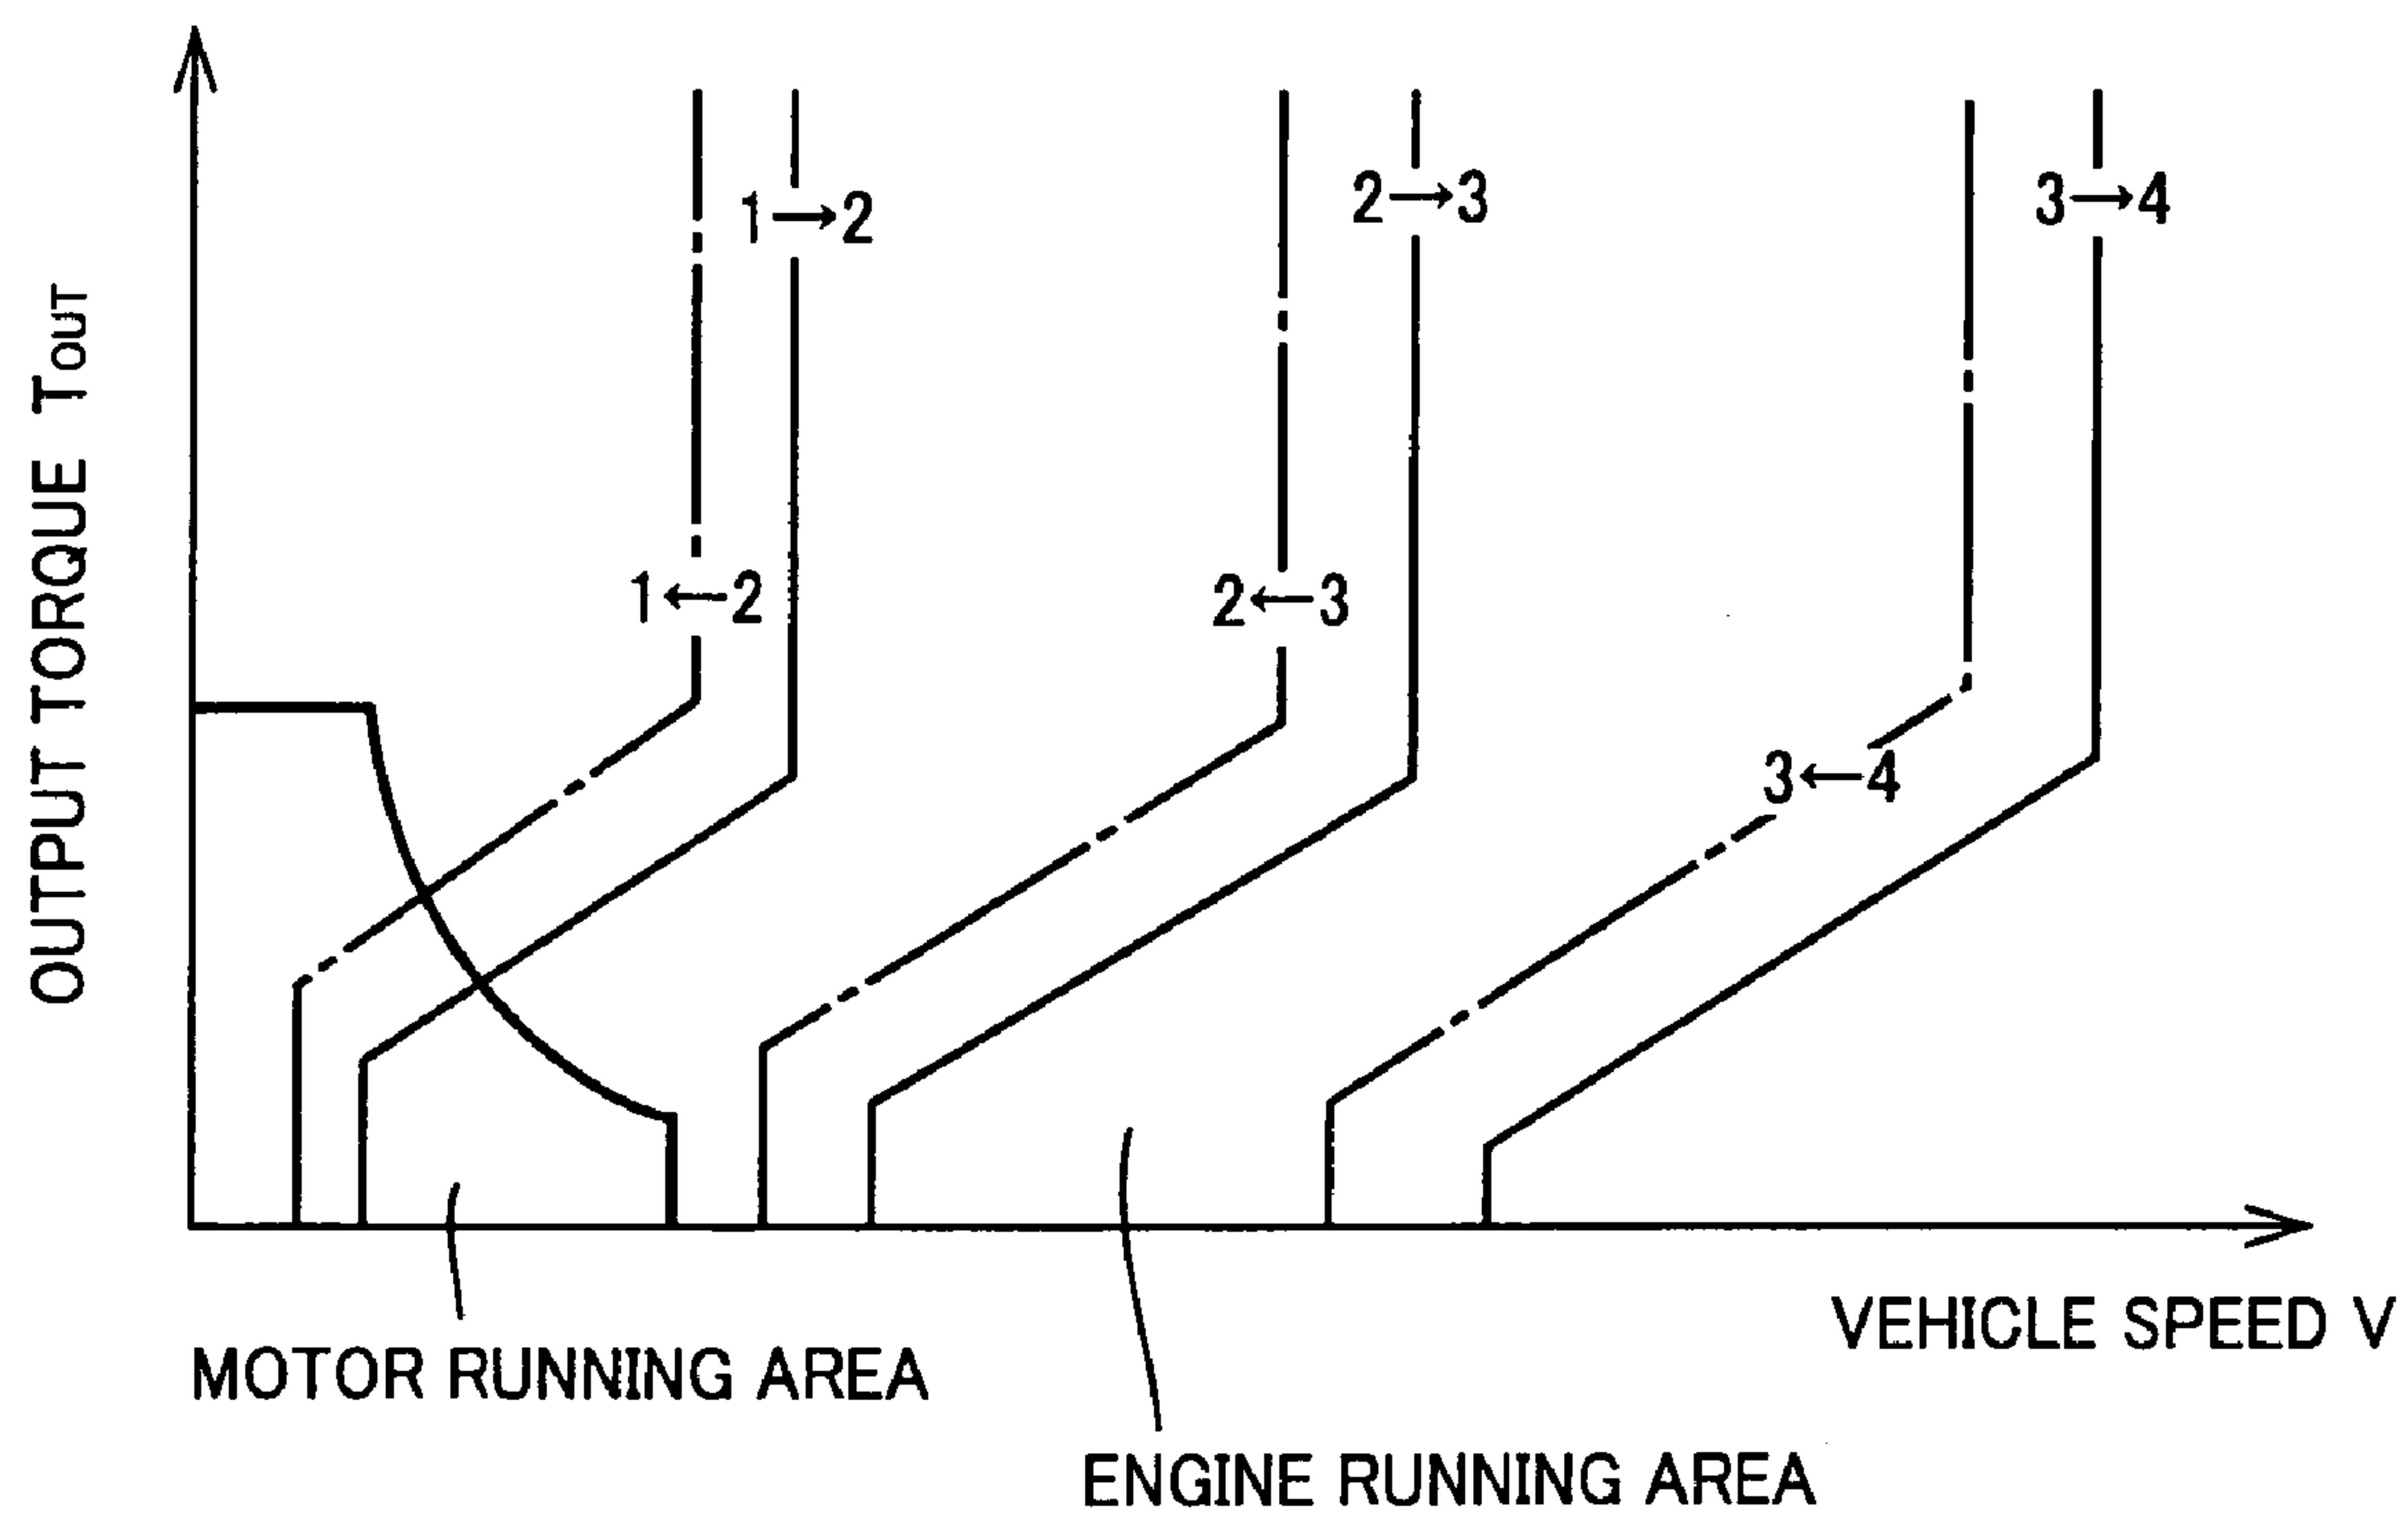 OUTPUT TORQUE TOUT
1→2
2→3
3→4
1←2
2←3
3←4
VEHICLE SPEED V
MOTOR RUNNING AREA
ENGINE RUNNING AREA